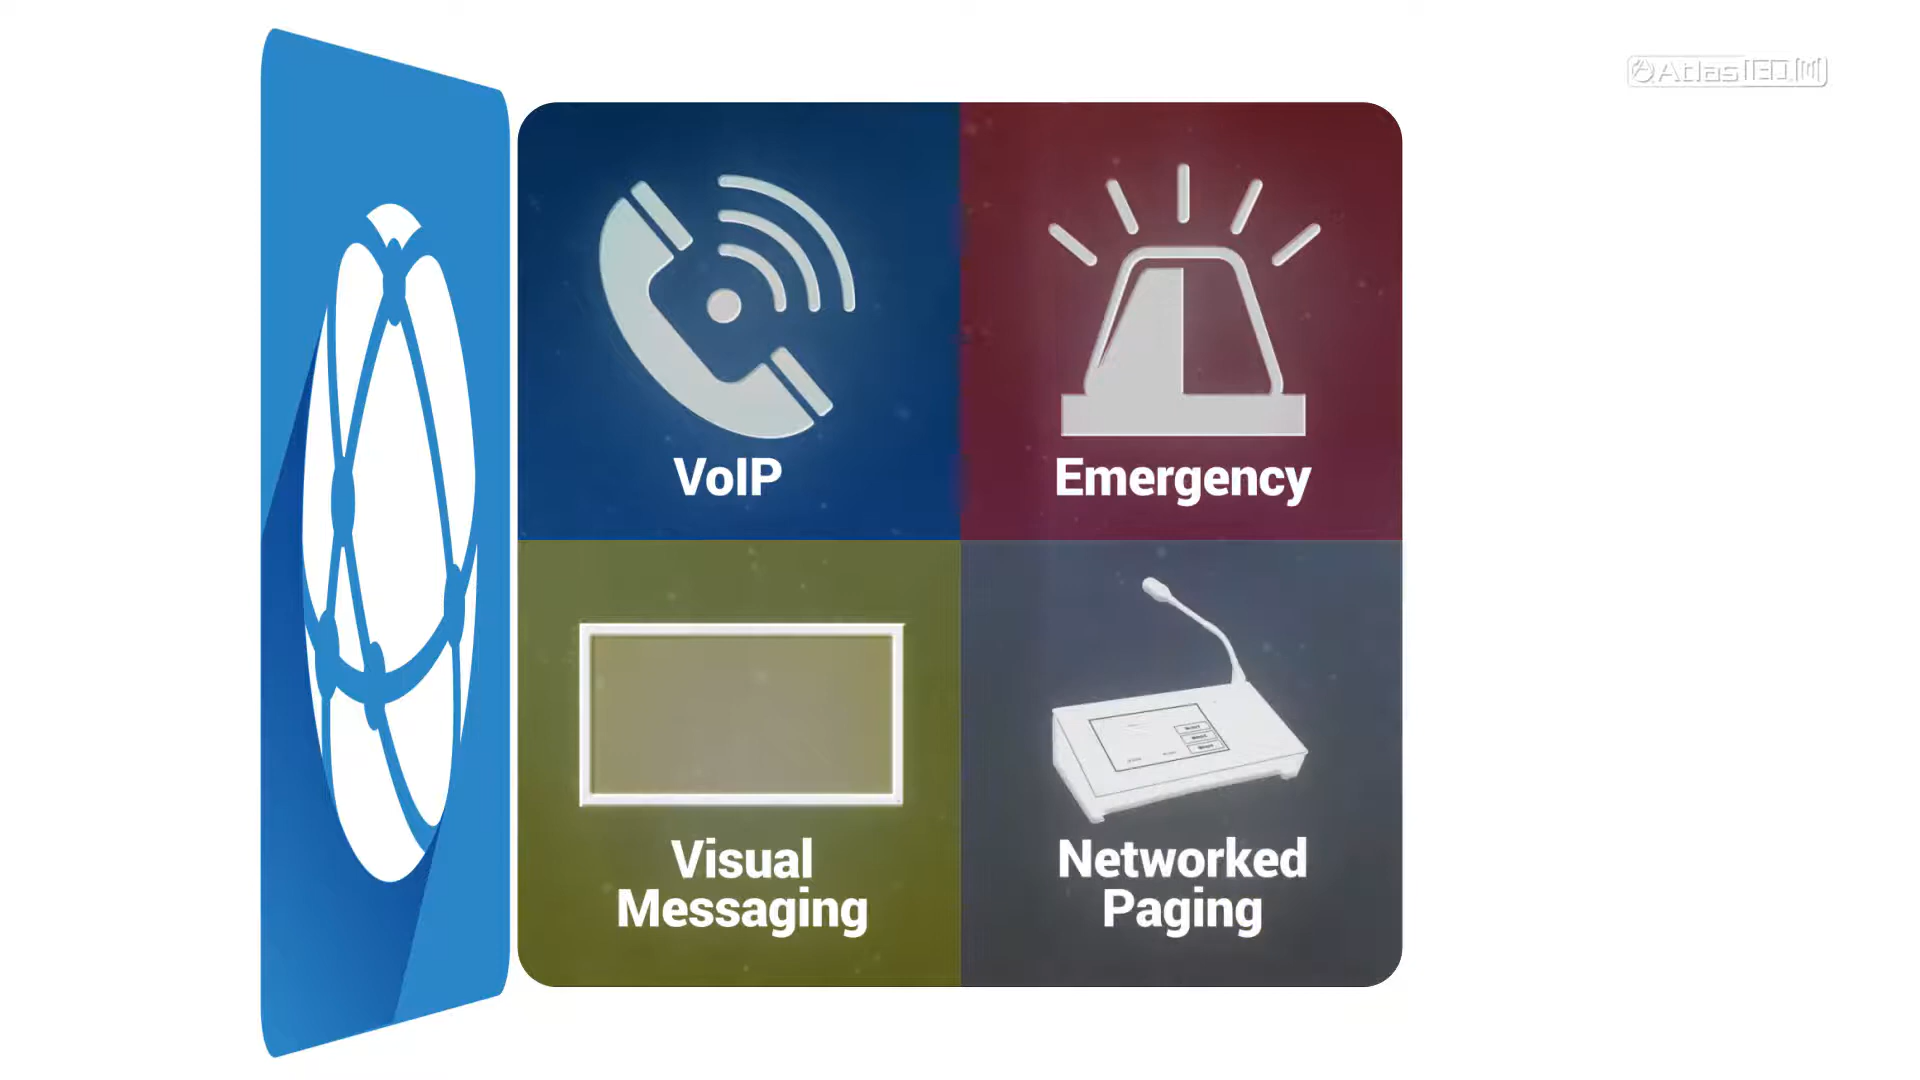 AtlasIED
VoIP
Emergency
Visual
Messaging
Networked
Paging